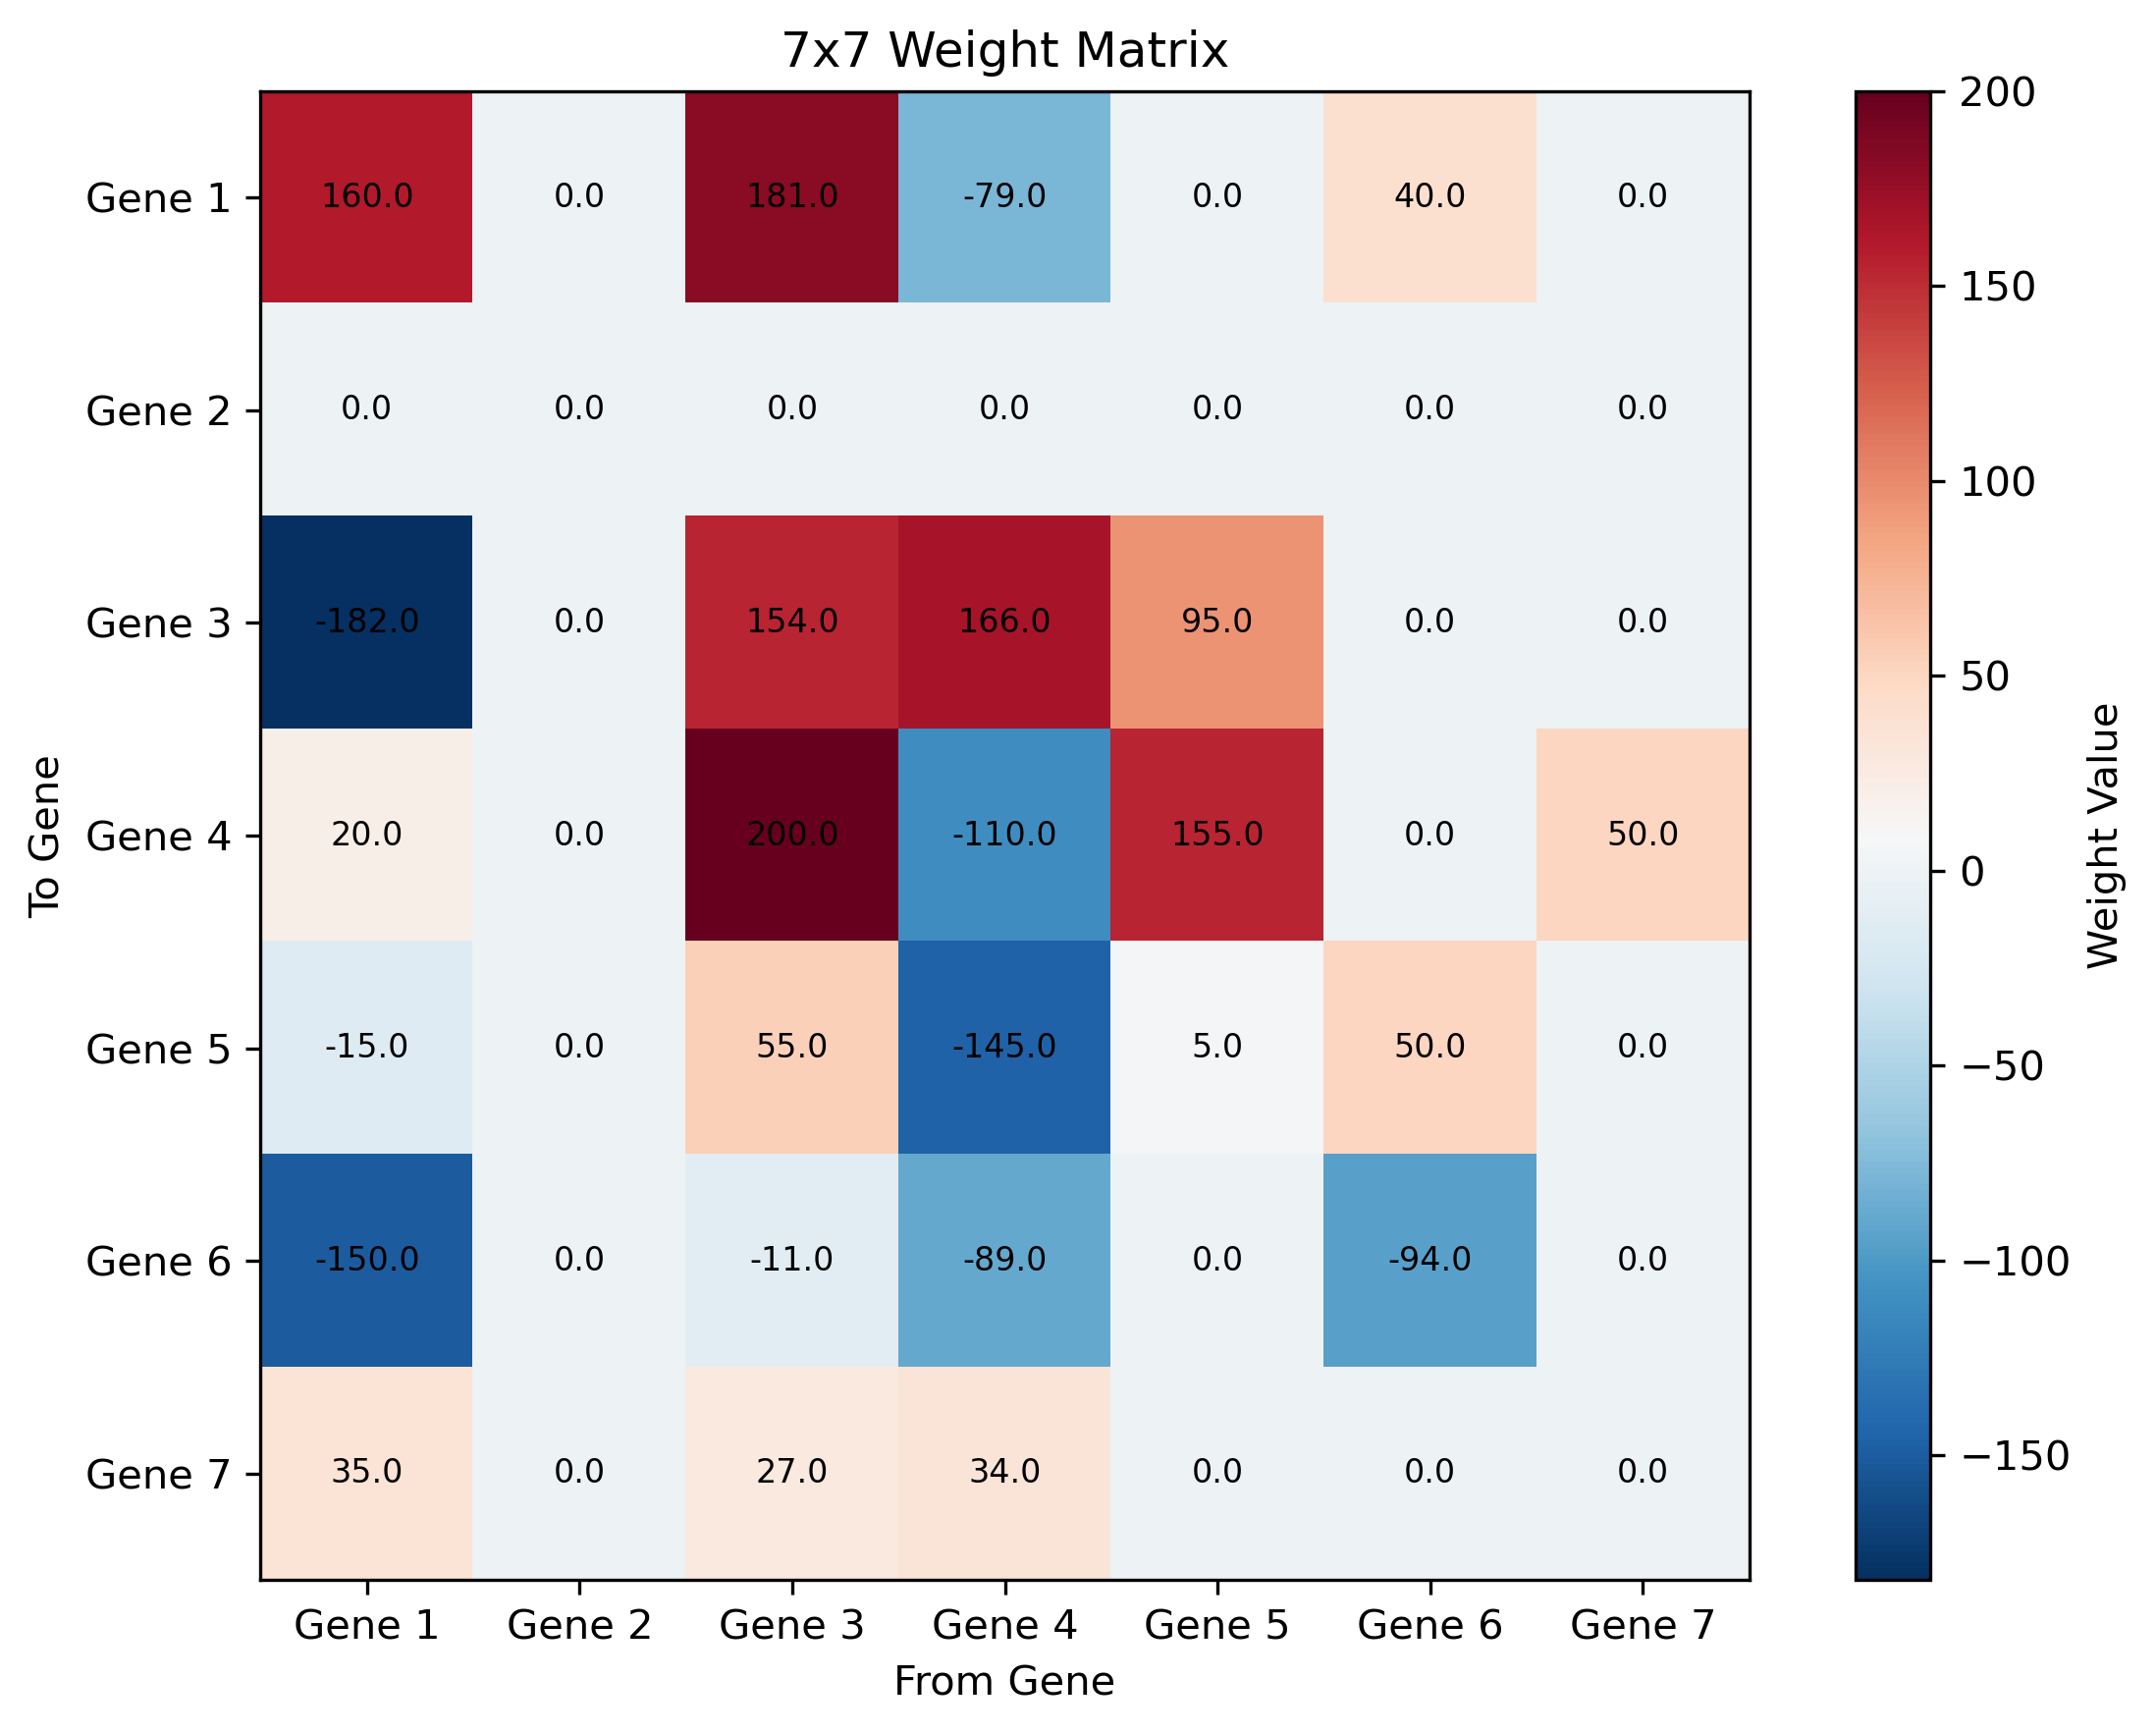 7x7 Weight Matrix
Gene 1 160.0 0.0 181.0 -79.0 0.0 40.0 0.0
Gene 2 0.0 0.0 0.0 0.0 0.0 0.0 0.0
Gene 3 -182.0 0.0 154.0 166.0 95.0 0.0 0.0
Gene 4 20.0 0.0 200.0 -110.0 155.0 0.0 50.0
Gene 5 -15.0 0.0 55.0 -145.0 5.0 50.0 0.0
Gene 6 -150.0 0.0 -11.0 -89.0 0.0 -94.0 0.0
Gene 7 35.0 0.0 27.0 34.0 0.0 0.0 0.0
Gene 1 Gene 2 Gene 3 Gene 4 Gene 5 Gene 6 Gene 7
From Gene
To Gene
200
150
100
50
0
−50
−100
−150
Weight Value